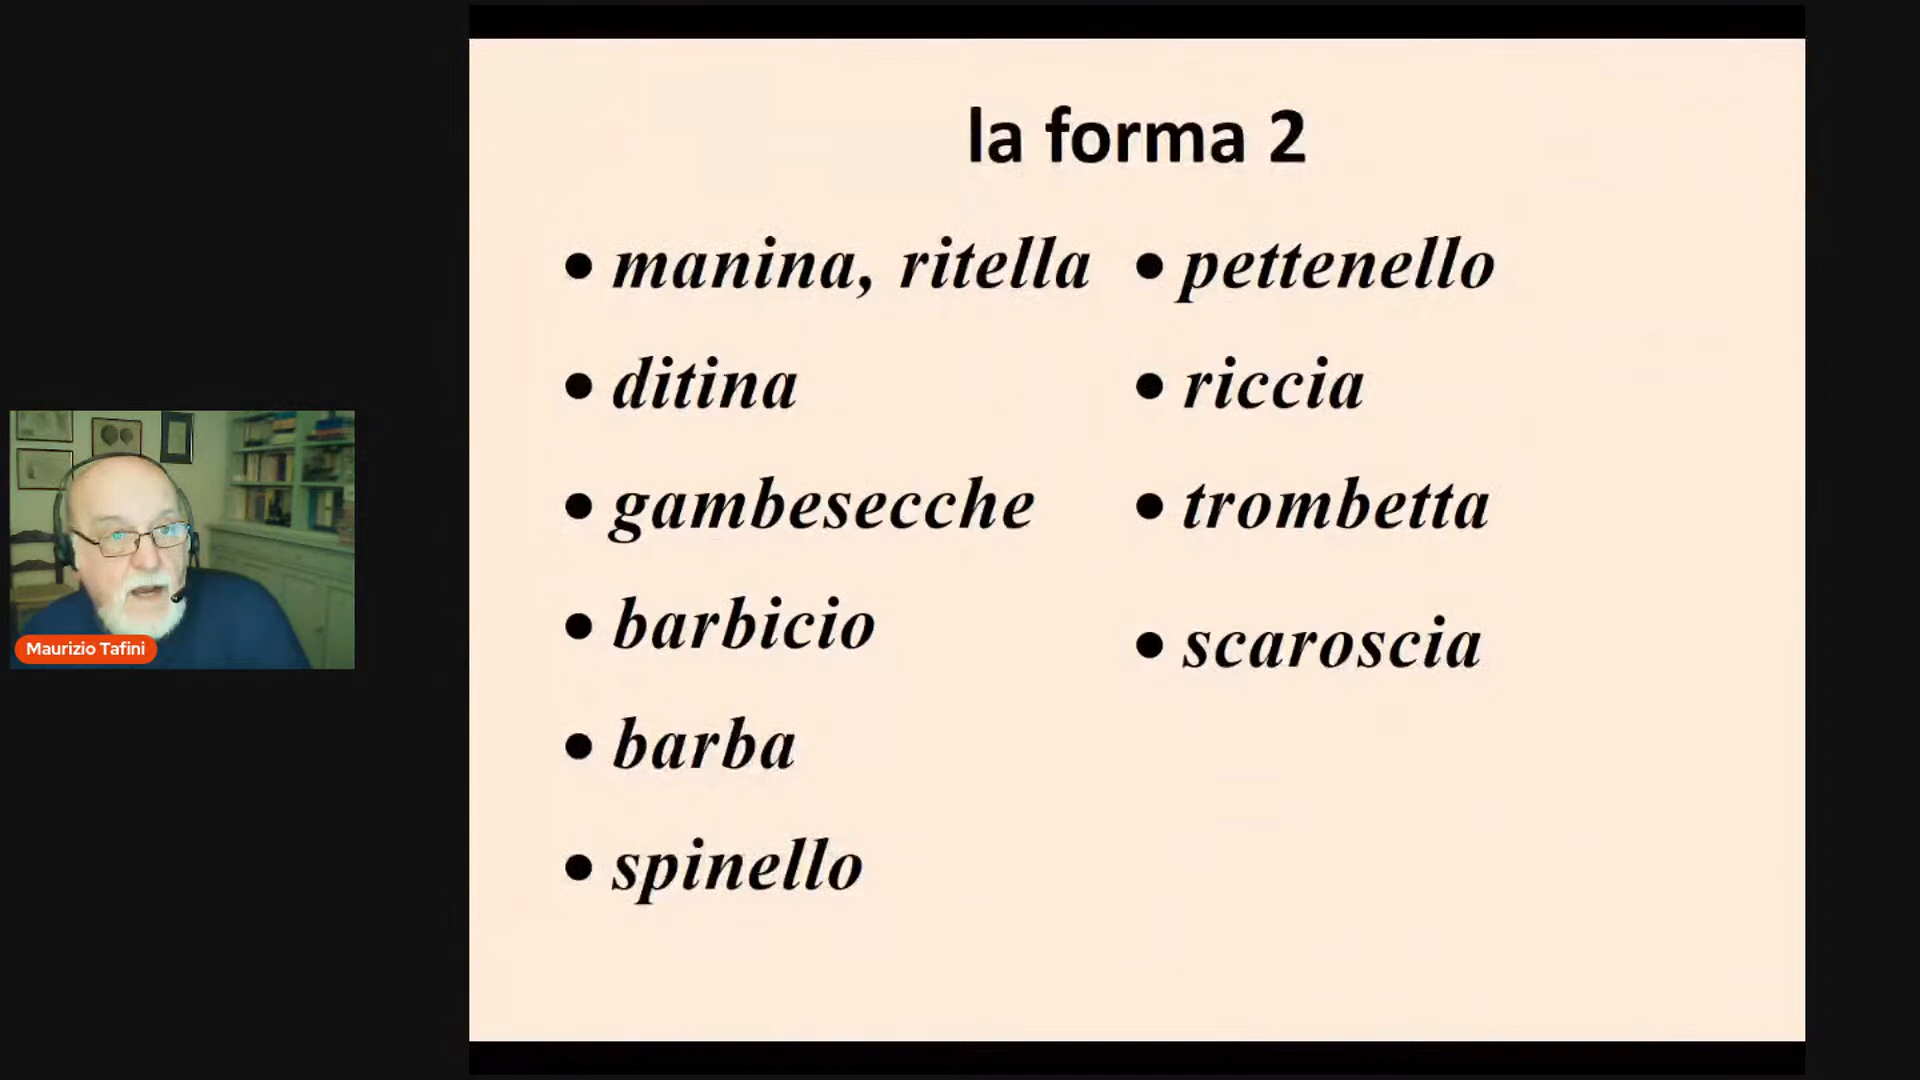 la forma 2
• manina, ritella
• ditina
• gambesecche
• barbicio
• barba
• spinello
• pettenello
• riccia
• trombetta
• scaroscia
Maurizio Tafini